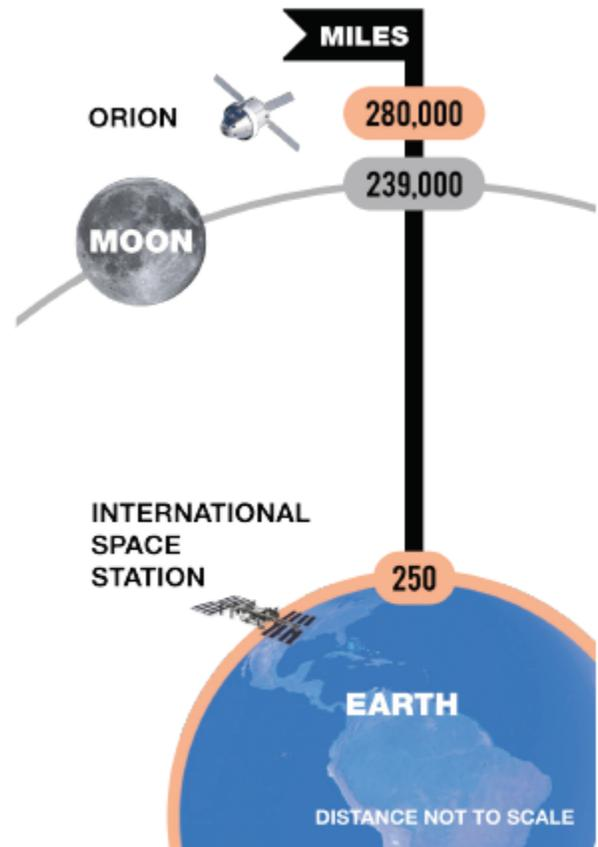 MILES
ORION
280,000
239,000
MOON
INTERNATIONAL
SPACE
STATION
250
EARTH
DISTANCE NOT TO SCALE